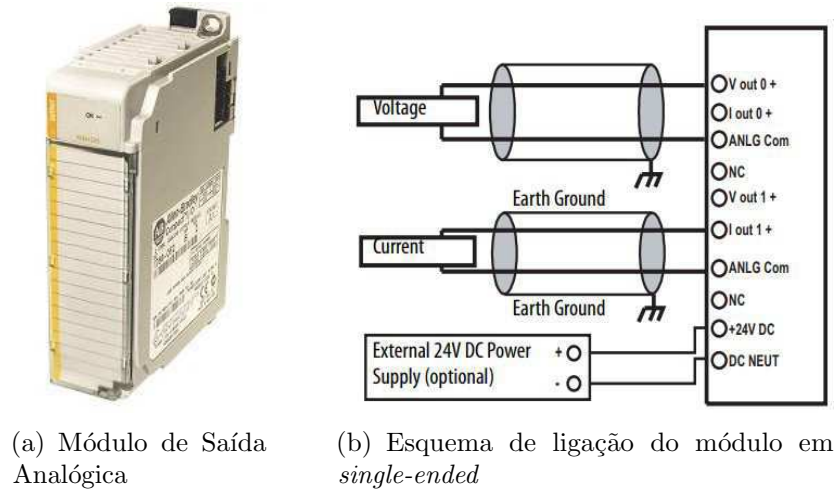 Allen-Bradley
Voltage
V out 0 +
I out 0 +
ANLG Com
NC
V out 1 +
Earth Ground
I out 1 +
Current
ANLG Com
NC
Earth Ground
+24V DC
External 24V DC Power
Supply (optional)
+
-
DC NEUT
(a) Módulo de Saída
Analógica
(b) Esquema de ligação do módulo em
single-ended